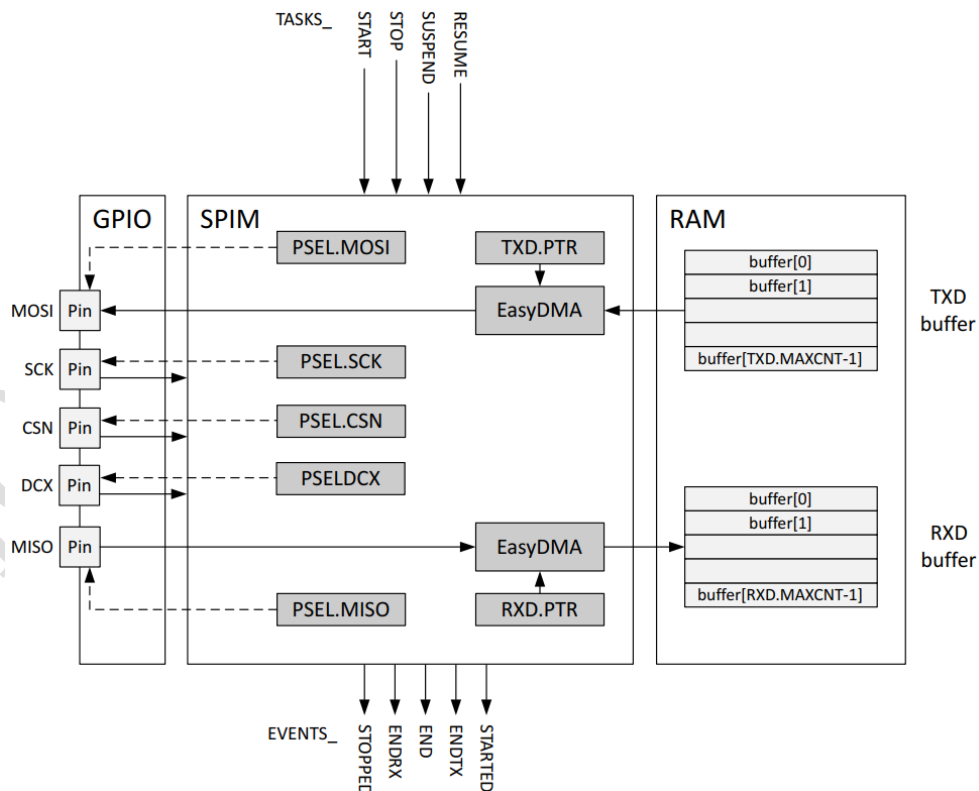 TASKS_
START
STOP
SUSPEND
RESUME
GPIO
SPIM
RAM
PSEL.MOSI
TXD.PTR
buffer[0]
buffer[1]
MOSI
Pin
EasyDMA
TXD
buffer
PSEL.SCK
buffer[TXD.MAXCNT-1]
SCK
Pin
PSEL.CSN
CSN
Pin
PSELDCX
DCX
Pin
buffer[0]
buffer[1]
MISO
Pin
EasyDMA
RXD
buffer
PSEL.MISO
RXD.PTR
buffer[RXD.MAXCNT-1]
EVENTS_
STOPPED
ENDRX
END
ENDTX
STARTED